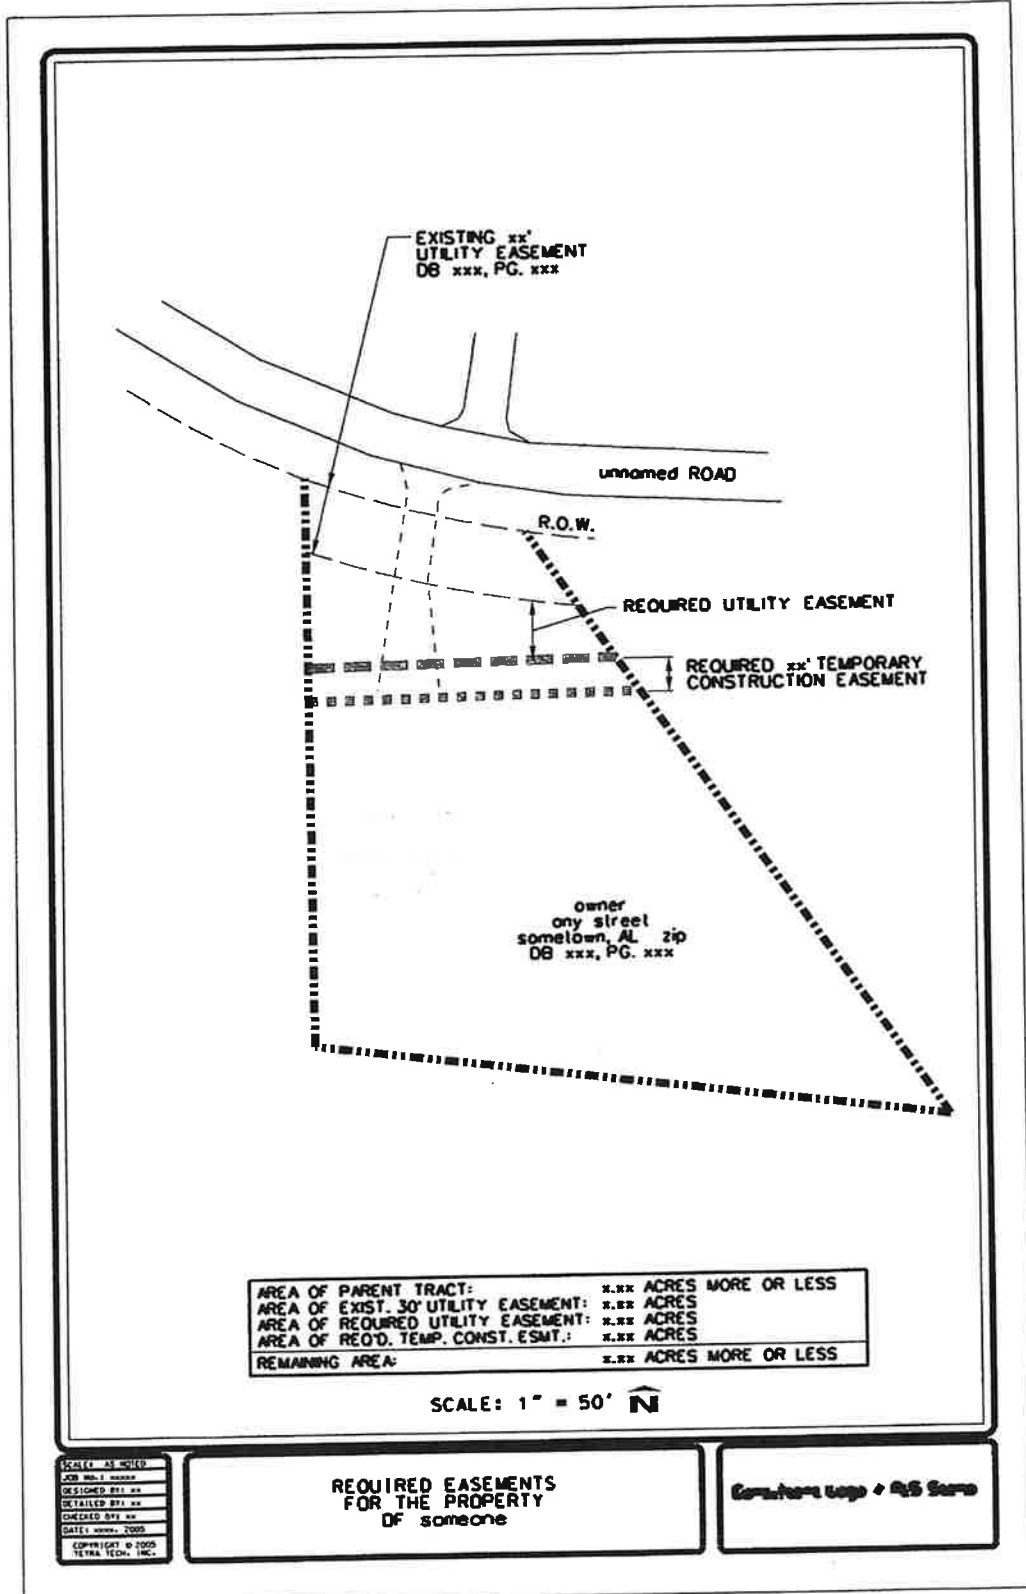 EXISTING xx'
UTILITY EASEMENT
DB xxx, PG. xxx
unnamed ROAD
R.O.W.
REQUIRED UTILITY EASEMENT
REQUIRED xx' TEMPORARY
CONSTRUCTION EASEMENT
owner
any street
sometown, AL zip
DB xxx, PG. xxx
AREA OF PARENT TRACT: x.xx ACRES MORE OR LESS
AREA OF EXIST. 30' UTILITY EASEMENT: x.xx ACRES
AREA OF REQUIRED UTILITY EASEMENT: x.xx ACRES
AREA OF REQ'D. TEMP. CONST. ESMT.: x.xx ACRES
REMAINING AREA: x.xx ACRES MORE OR LESS
SCALE: 1" = 50' N
SCALE: AS NOTED
JOB No.: xxxxx
DESIGNED BY: xx
DETAILED BY: xx
CHECKED BY: xx
DATE: xxxx, 2005
COPYRIGHT © 2005
TETRA TECH, INC.
REQUIRED EASEMENTS
FOR THE PROPERTY
OF someone
Logo